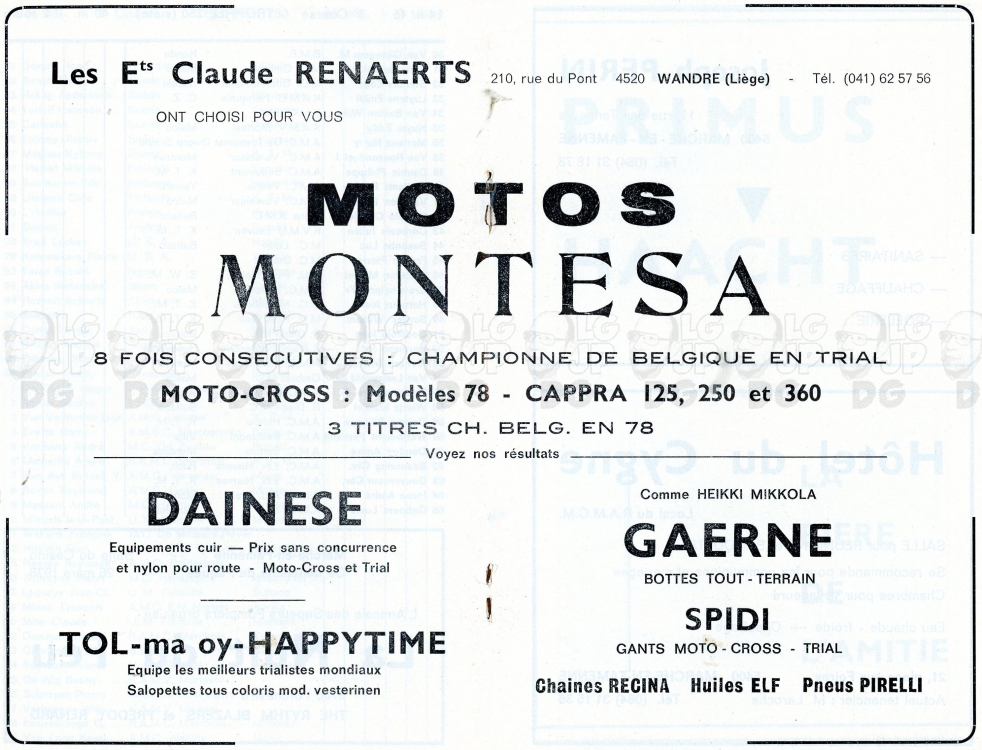 Les Ets Claude RENAERTS 210, rue du Pont 4520 WANDRE (Liège) - Tél. (041) 62 57 56
ONT CHOISI POUR VOUS
MOTOS
MONTESA
8 FOIS CONSECUTIVES : CHAMPIONNE DE BELGIQUE EN TRIAL
MOTO-CROSS : Modèles 78 - CAPPRA 125, 250 et 360
3 TITRES CH. BELG. EN 78
Voyez nos résultats
DAINESE
Equipements cuir — Prix sans concurrence
et nylon pour route - Moto-Cross et Trial
TOL-ma oy-HAPPYTIME
Equipe les meilleurs trialistes mondiaux
Salopettes tous coloris mod. vesterinen
Comme HEIKKI MIKKOLA
GAERNE
BOTTES TOUT-TERRAIN
SPIDI
GANTS MOTO-CROSS - TRIAL
Chaines REGINA Huiles ELF Pneus PIRELLI